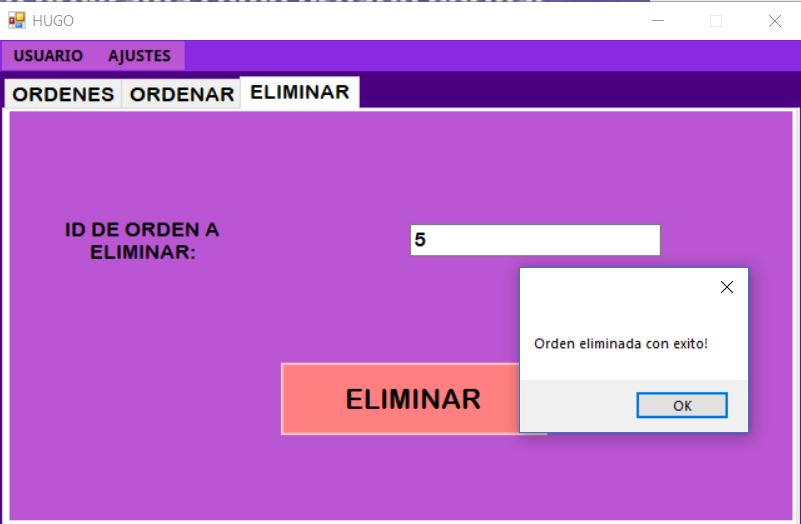 HUGO
USUARIO AJUSTES
ORDENES ORDENAR ELIMINAR
ID DE ORDEN A
ELIMINAR:
5
Orden eliminada con exito!
OK
ELIMINAR